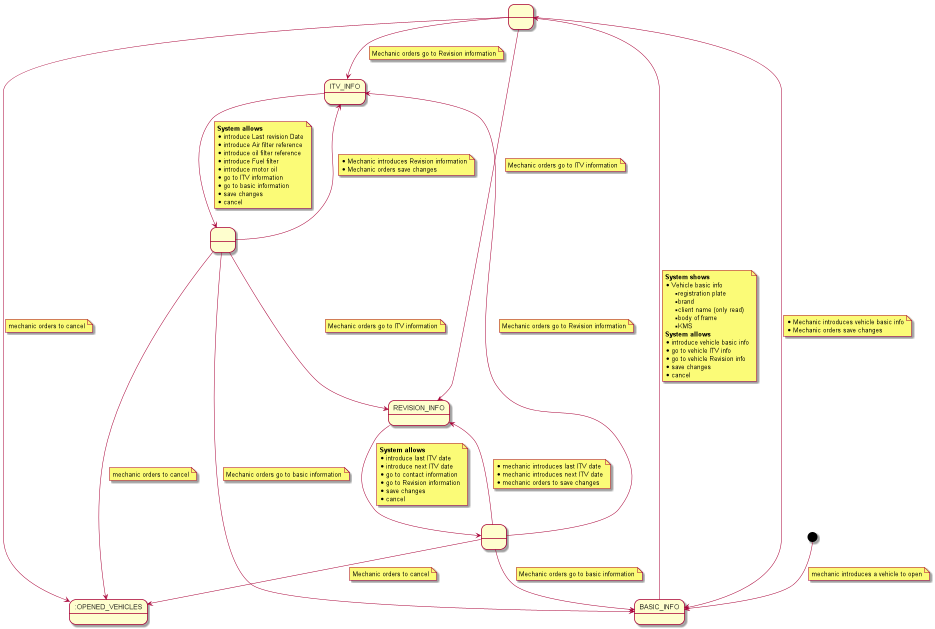 Mechanic orders go to Revision information
ITV_INFO
System allows
• introduce Last revision Date
• introduce Air filter reference
• introduce oil filter reference
• introduce Fuel filter
• introduce motor oil
• go to ITV information
• go to basic information
• save changes
• cancel
• Mechanic introduces Revision information
• Mechanic orders save changes
Mechanic orders go to ITV information
mechanic orders to cancel
Mechanic orders go to ITV information
Mechanic orders go to Revision information
System shows
• Vehicle basic info
• registration plate
• brand
• client name (only read)
• body of frame
• KMS
System allows
• introduce vehicle basic info
• go to vehicle ITV info
• go to vehicle Revision info
• save changes
• cancel
• Mechanic introduces vehicle basic info
• Mechanic orders save changes
REVISION_INFO
mechanic orders to cancel
Mechanic orders go to basic information
System allows
• introduce last ITV date
• introduce next ITV date
• go to contact information
• go to Revision information
• save changes
• cancel
• mechanic introduces last ITV date
• mechanic introduces next ITV date
• mechanic orders to save changes
Mechanic orders to cancel
Mechanic orders go to basic information
mechanic introduces a vehicle to open
:OPENED_VEHICLES
BASIC_INFO